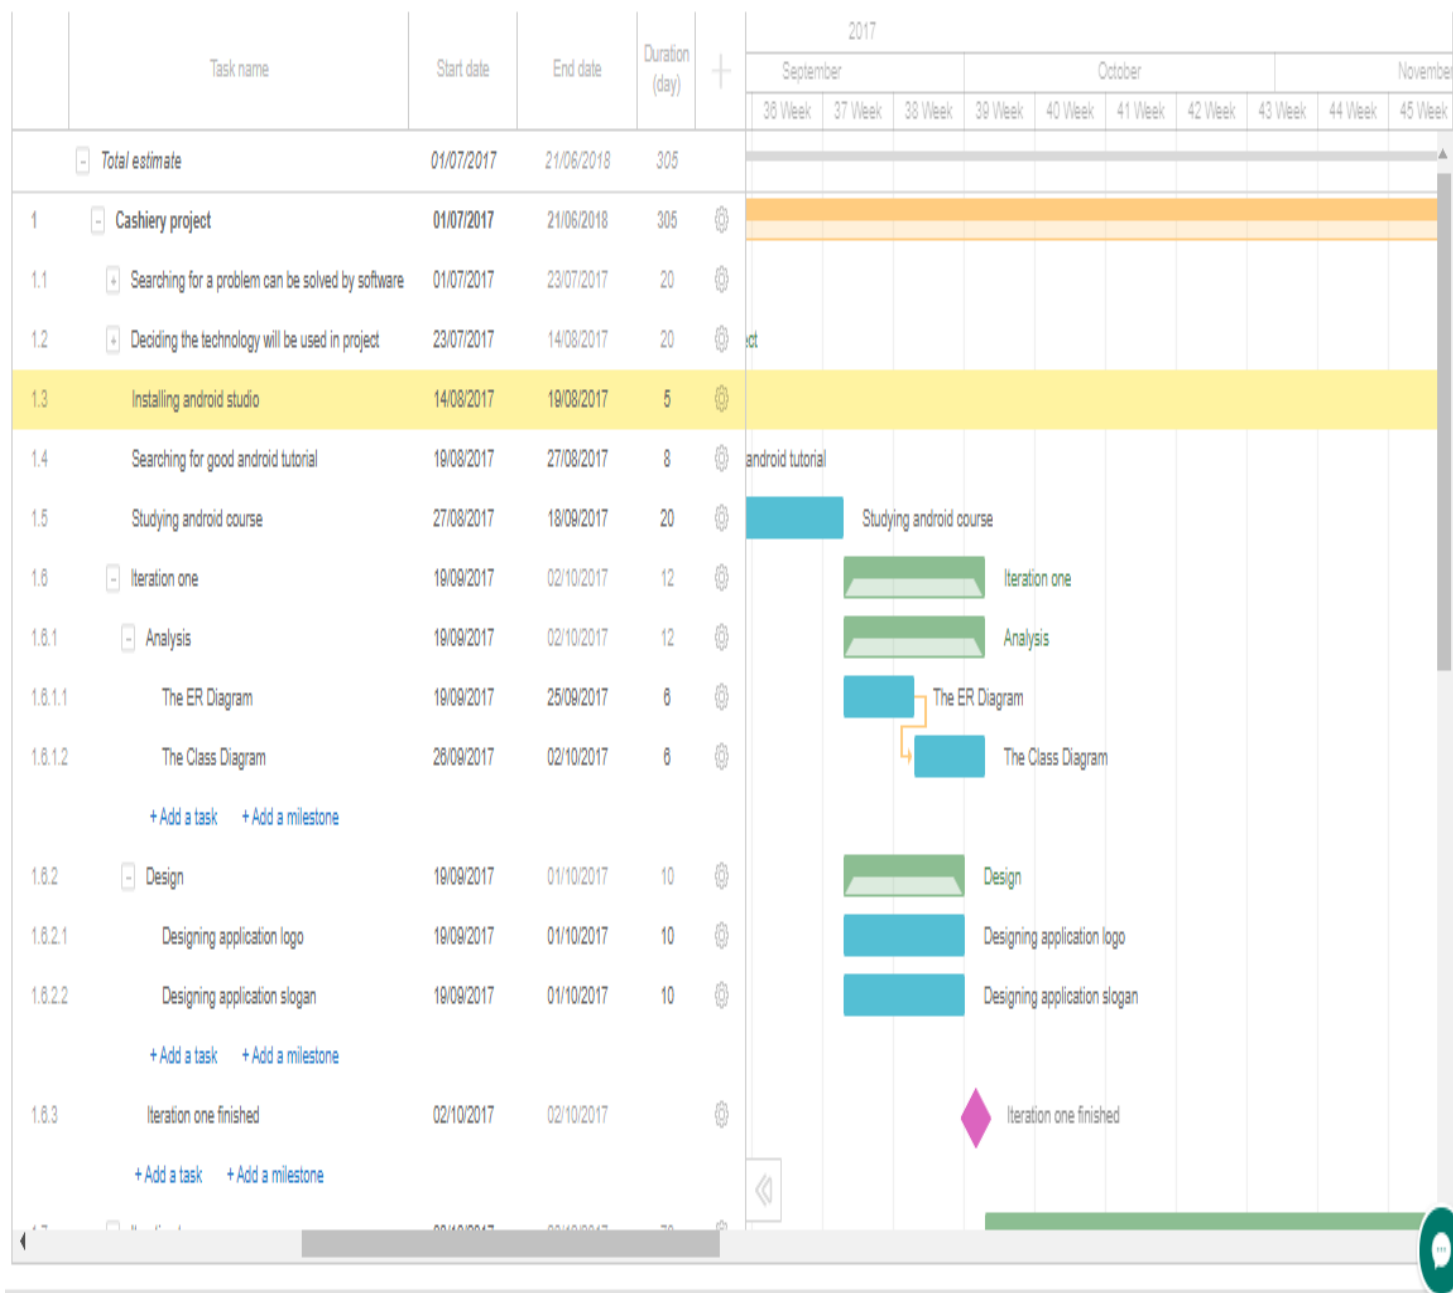 2017
Task name Start date End date Duration (day) September October November
36 Week 37 Week 38 Week 39 Week 40 Week 41 Week 42 Week 43 Week 44 Week 45 Week
Total estimate 01/07/2017 21/06/2018 305
1 Cashiery project 01/07/2017 21/06/2018 305
1.1 Searching for a problem can be solved by software 01/07/2017 23/07/2017 20
1.2 Deciding the technology will be used in project 23/07/2017 14/08/2017 20 ect
1.3 Installing android studio 14/08/2017 19/08/2017 5
1.4 Searching for good android tutorial 19/08/2017 27/08/2017 8 android tutorial
1.5 Studying android course 27/08/2017 18/09/2017 20 Studying android course
1.6 Iteration one 19/09/2017 02/10/2017 12 Iteration one
1.6.1 Analysis 19/09/2017 02/10/2017 12 Analysis
1.6.1.1 The ER Diagram 19/09/2017 25/09/2017 6 The ER Diagram
1.6.1.2 The Class Diagram 26/09/2017 02/10/2017 6 The Class Diagram
+ Add a task + Add a milestone
1.6.2 Design 19/09/2017 01/10/2017 10 Design
1.6.2.1 Designing application logo 19/09/2017 01/10/2017 10 Designing application logo
1.6.2.2 Designing application slogan 19/09/2017 01/10/2017 10 Designing application slogan
+ Add a task + Add a milestone
1.6.3 Iteration one finished 02/10/2017 02/10/2017 Iteration one finished
+ Add a task + Add a milestone